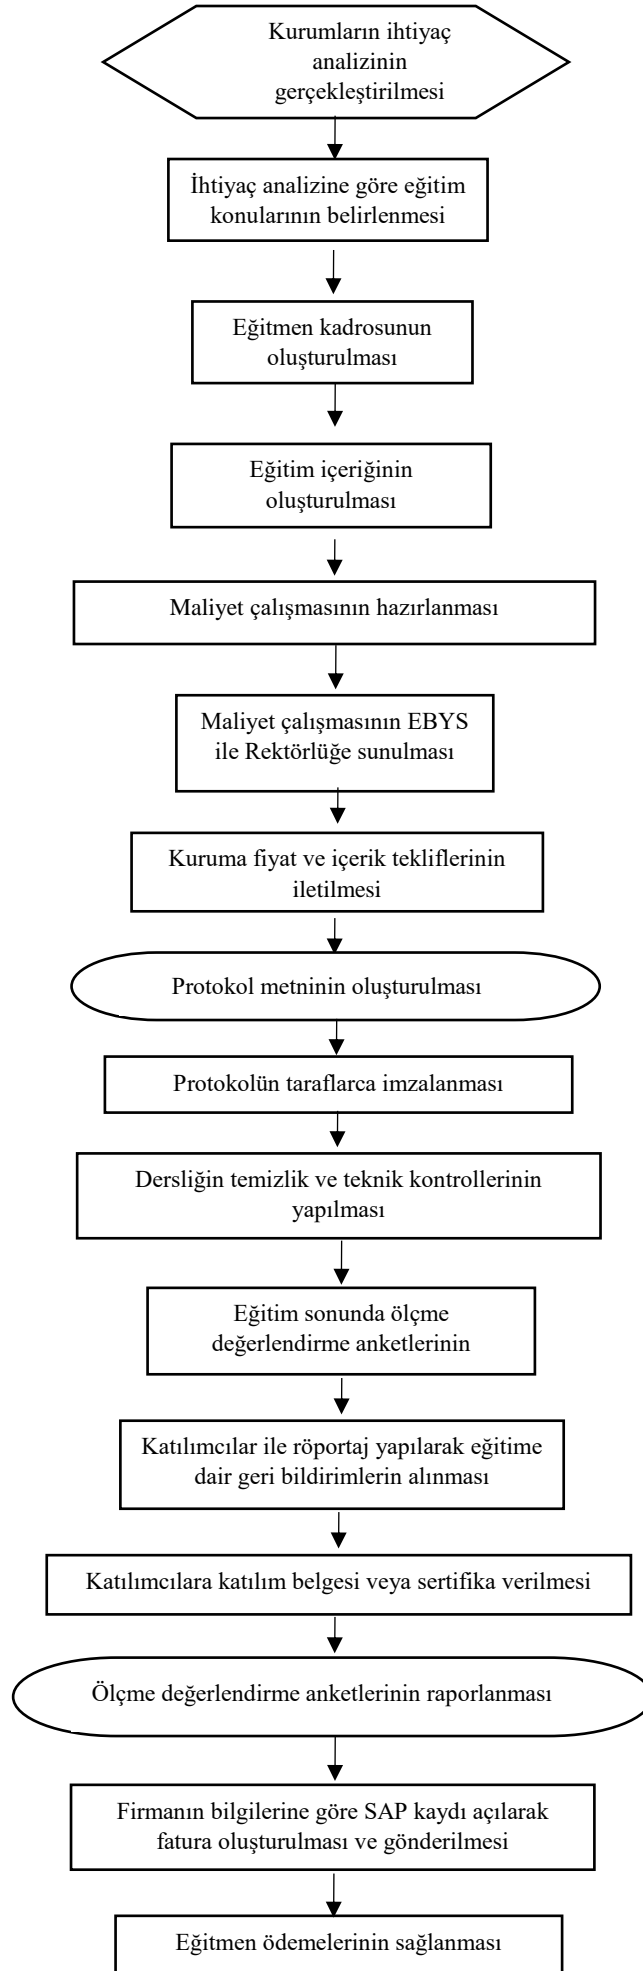 Kurumların ihtiyaç
analizinin
gerçekleştirilmesi
İhtiyaç analizine göre eğitim
konularının belirlenmesi
Eğitmen kadrosunun
oluşturulması
Eğitim içeriğinin
oluşturulması
Maliyet çalışmasının hazırlanması
Maliyet çalışmasının EBYS
ile Rektörlüğe sunulması
Kuruma fiyat ve içerik tekliflerinin
iletilmesi
Protokol metninin oluşturulması
Protokolün taraflarca imzalanması
Dersliğin temizlik ve teknik kontrollerinin
yapılması
Eğitim sonunda ölçme
değerlendirme anketlerinin
Katılımcılar ile röportaj yapılarak eğitime
dair geri bildirimlerin alınması
Katılımcılara katılım belgesi veya sertifika verilmesi
Ölçme değerlendirme anketlerinin raporlanması
Firmanın bilgilerine göre SAP kaydı açılarak
fatura oluşturulması ve gönderilmesi
Eğitmen ödemelerinin sağlanması